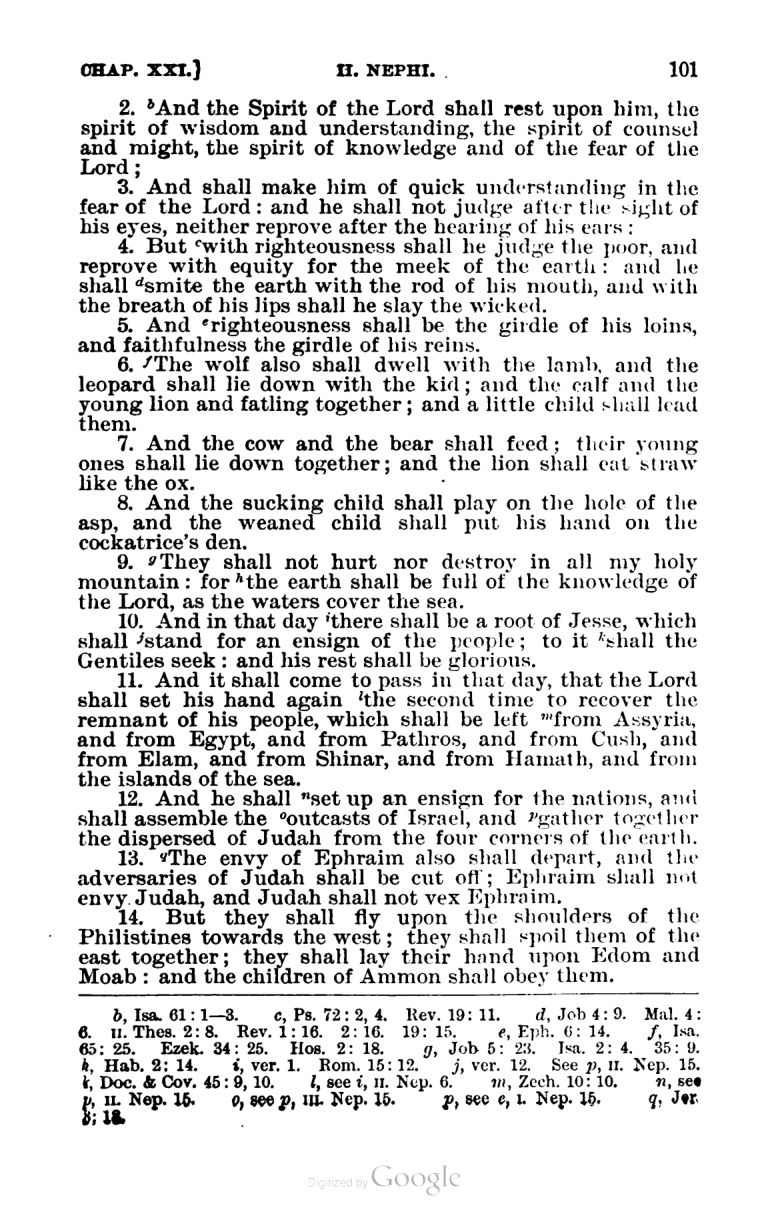 CHAP. XXI.] II. NEPHI. 101
2. bAnd the Spirit of the Lord shall rest upon him, the
spirit of wisdom and understanding, the spirit of counsel
and might, the spirit of knowledge and of the fear of the
Lord;
3. And shall make him of quick understanding in the
fear of the Lord: and he shall not judge after the sight of
his eyes, neither reprove after the hearing of his ears:
4. But cwith righteousness shall he judge the poor, and
reprove with equity for the meek of the earth: and he
shall dsmite the earth with the rod of his mouth, and with
the breath of his lips shall he slay the wicked.
5. And erighteousness shall be the girdle of his loins,
and faithfulness the girdle of his reins.
6. fThe wolf also shall dwell with the lamb, and the
leopard shall lie down with the kid; and the calf and the
young lion and fatling together; and a little child shall lead
them.
7. And the cow and the bear shall feed; their young
ones shall lie down together; and the lion shall eat straw
like the ox.
8. And the sucking child shall play on the hole of the
asp, and the weaned child shall put his hand on the
cockatrice's den.
9. gThey shall not hurt nor destroy in all my holy
mountain: for hthe earth shall be full of the knowledge of
the Lord, as the waters cover the sea.
10. And in that day ithere shall be a root of Jesse, which
shall jstand for an ensign of the people; to it kshall the
Gentiles seek: and his rest shall be glorious.
11. And it shall come to pass in that day, that the Lord
shall set his hand again lthe second time to recover the
remnant of his people, which shall be left mfrom Assyria,
and from Egypt, and from Pathros, and from Cush, and
from Elam, and from Shinar, and from Hamath, and from
the islands of the sea.
12. And he shall nset up an ensign for the nations, and
shall assemble the ooutcasts of Israel, and pgather together
the dispersed of Judah from the four corners of the earth.
13. qThe envy of Ephraim also shall depart, and the
adversaries of Judah shall be cut off; Ephraim shall not
envy Judah, and Judah shall not vex Ephraim.
14. But they shall fly upon the shoulders of the
Philistines towards the west; they shall spoil them of the
east together; they shall lay their hand upon Edom and
Moab: and the children of Ammon shall obey them.
b, Isa. 61:1—3. c, Ps. 72:2, 4. Rev. 19:11. d, Job 4:9. Mal. 4:
6. II. Thes. 2:8. Rev. 1:16. 2:16. 19:15. e, Eph. 6:14. f, Isa.
65:25. Ezek. 34:25. Hos. 2:18. g, Job 5:23. Isa. 2:4. 35:9.
h, Hab. 2:14. i, ver. 1. Rom. 15:12. j, ver. 12. See p, II. Nep. 15.
k, Doc. & Cov. 45:9, 10. l, see i, II. Nep. 6. m, Zech. 10:10. n, see
p, II. Nep. 15. o, see p, III. Nep. 15. p, see e, I. Nep. 15. q, Jer.
3:18.
Digitized by Google